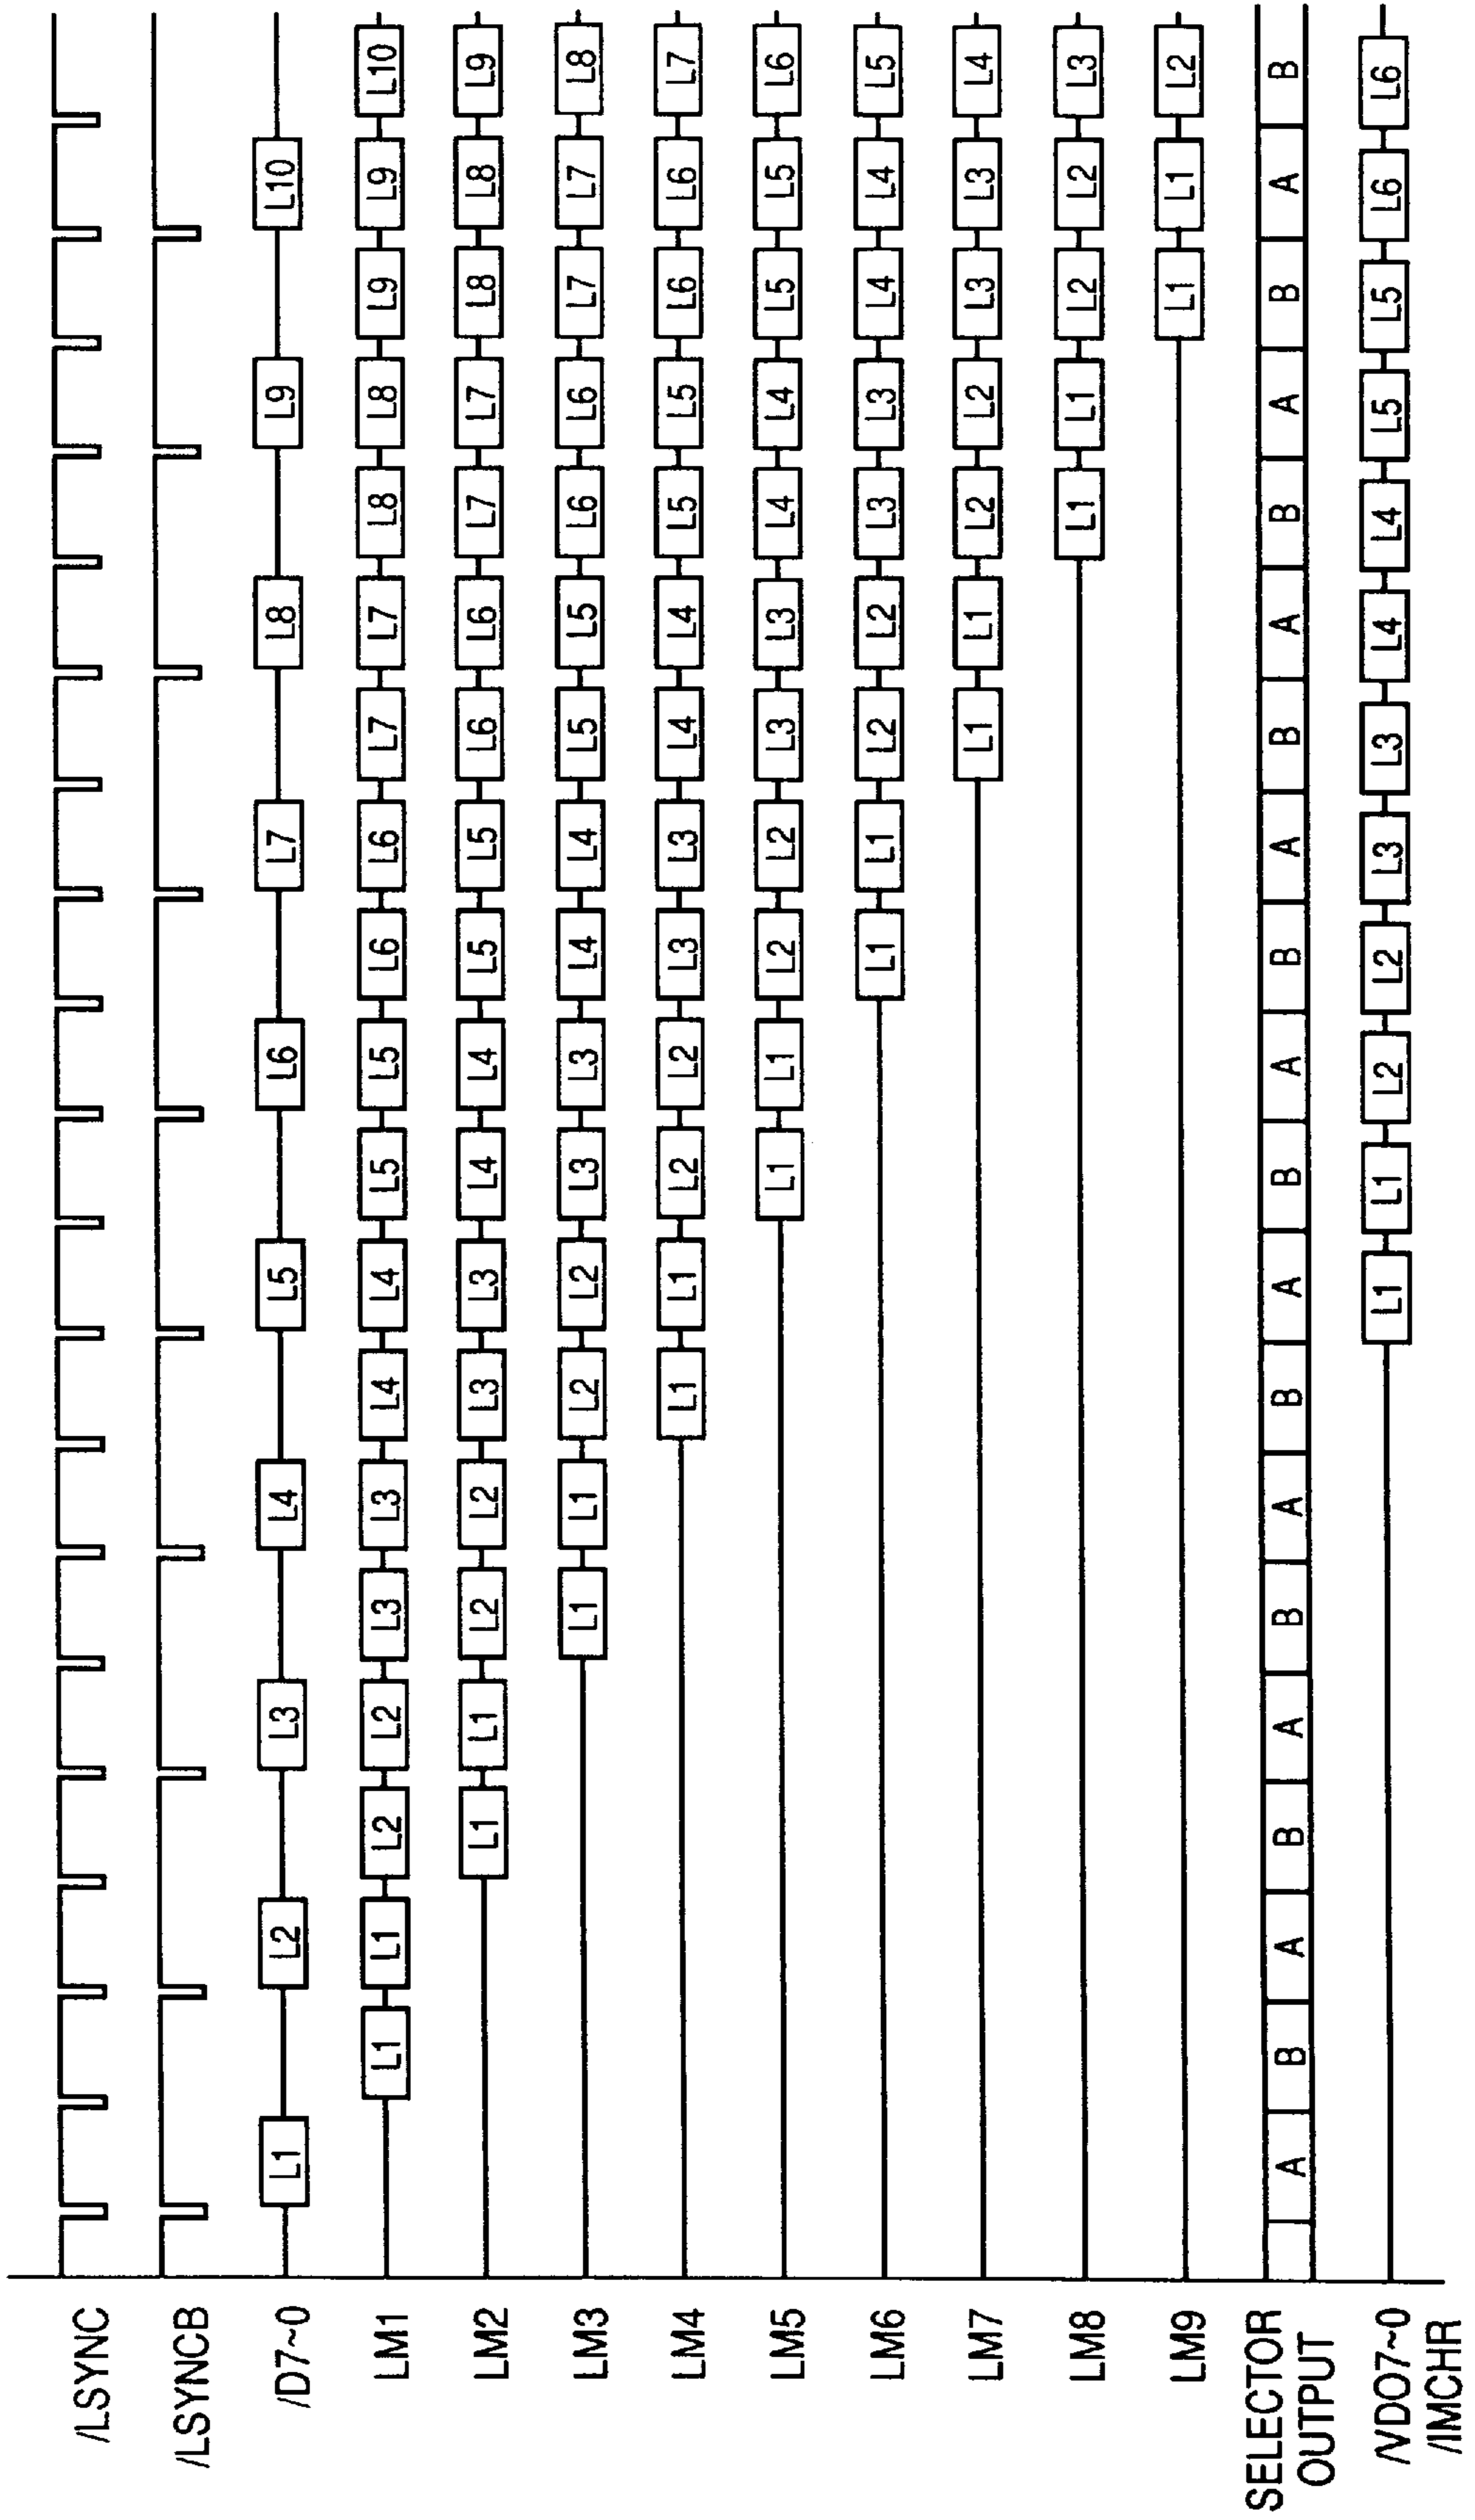 /LSYNC
/LSYNCB
/D7~0 L1 L2 L3 L4 L5 L6 L7 L8 L9 L10
LM1 L1 L1 L2 L2 L3 L3 L4 L4 L5 L5 L6 L6 L7 L7 L8 L8 L9 L9 L10
LM2 L1 L1 L2 L2 L3 L3 L4 L4 L5 L5 L6 L6 L7 L7 L8 L8 L9
LM3 L1 L1 L2 L2 L3 L3 L4 L4 L5 L5 L6 L6 L7 L7 L8
LM4 L1 L1 L2 L2 L3 L3 L4 L4 L5 L5 L6 L6 L7
LM5 L1 L1 L2 L2 L3 L3 L4 L4 L5 L5 L6
LM6 L1 L1 L2 L2 L3 L3 L4 L4 L5
LM7 L1 L1 L2 L2 L3 L3 L4
LM8 L1 L1 L2 L2 L3
LM9 L1 L1 L2
SELECTOR
OUTPUT A B A B A B A B A B A B A B A B A B A B
/VDO7~0 L1 L1 L2 L2 L3 L3 L4 L4 L5 L5 L6 L6
/IMCHR